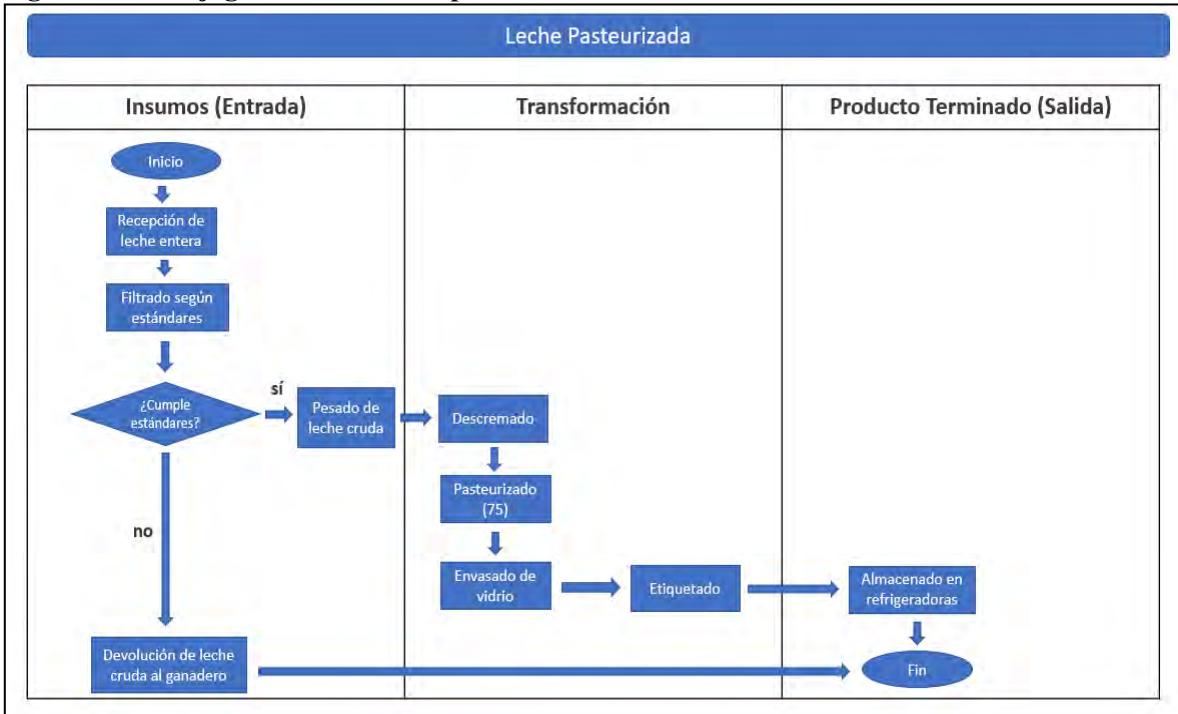 Leche Pasteurizada
Insumos (Entrada)
Transformación
Producto Terminado (Salida)
Inicio
Recepción de
leche entera
Filtrado según
estándares
¿Cumple
estándares?
sí
Pesado de
leche cruda
Descremado
Pasteurizado
(75)
no
Envasado de
vidrio
Etiquetado
Almacenado en
refrigeradoras
Devolución de leche
cruda al ganadero
Fin